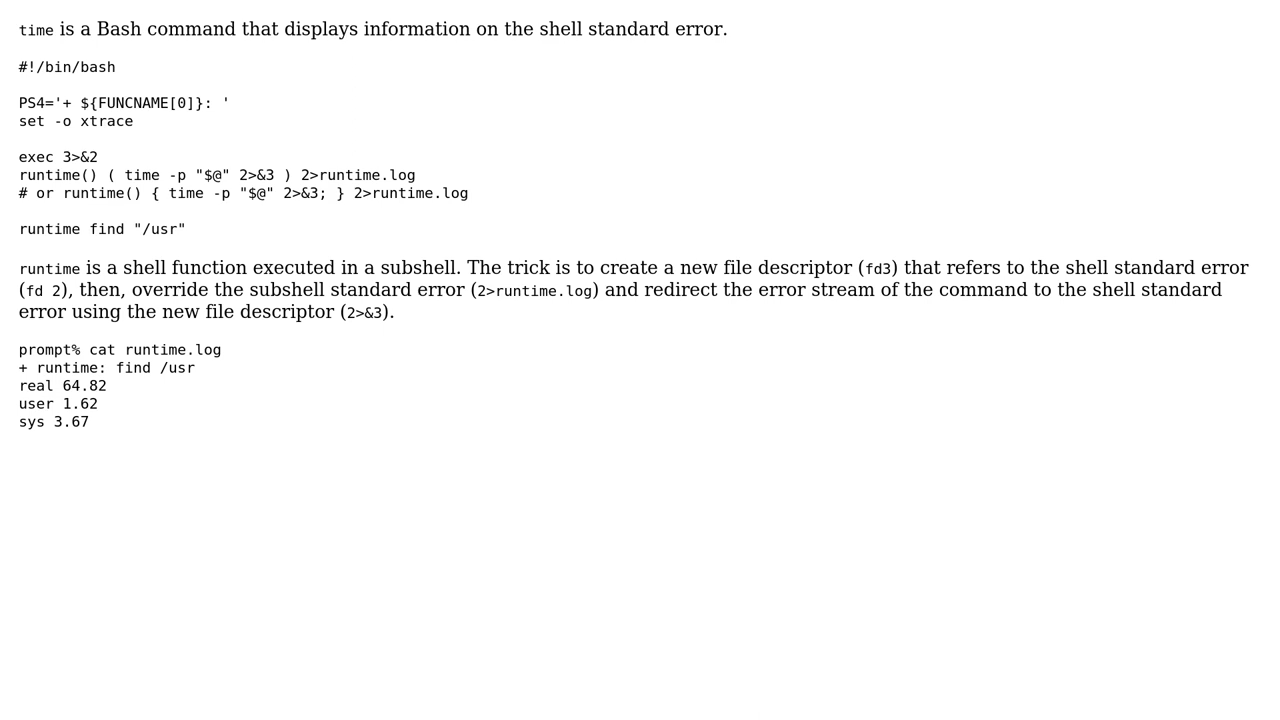 time is a Bash command that displays information on the shell standard error.
#!/bin/bash
PS4='+ ${FUNCNAME[0]}: '
set -o xtrace
exec 3>&2
runtime() ( time -p "$@" 2>&3 ) 2>runtime.log
# or runtime() { time -p "$@" 2>&3; } 2>runtime.log
runtime find "/usr"
runtime is a shell function executed in a subshell. The trick is to create a new file descriptor (fd3) that refers to the shell standard error
(fd 2), then, override the subshell standard error (2>runtime.log) and redirect the error stream of the command to the shell standard
error using the new file descriptor (2>&3).
prompt% cat runtime.log
+ runtime: find /usr
real 64.82
user 1.62
sys 3.67